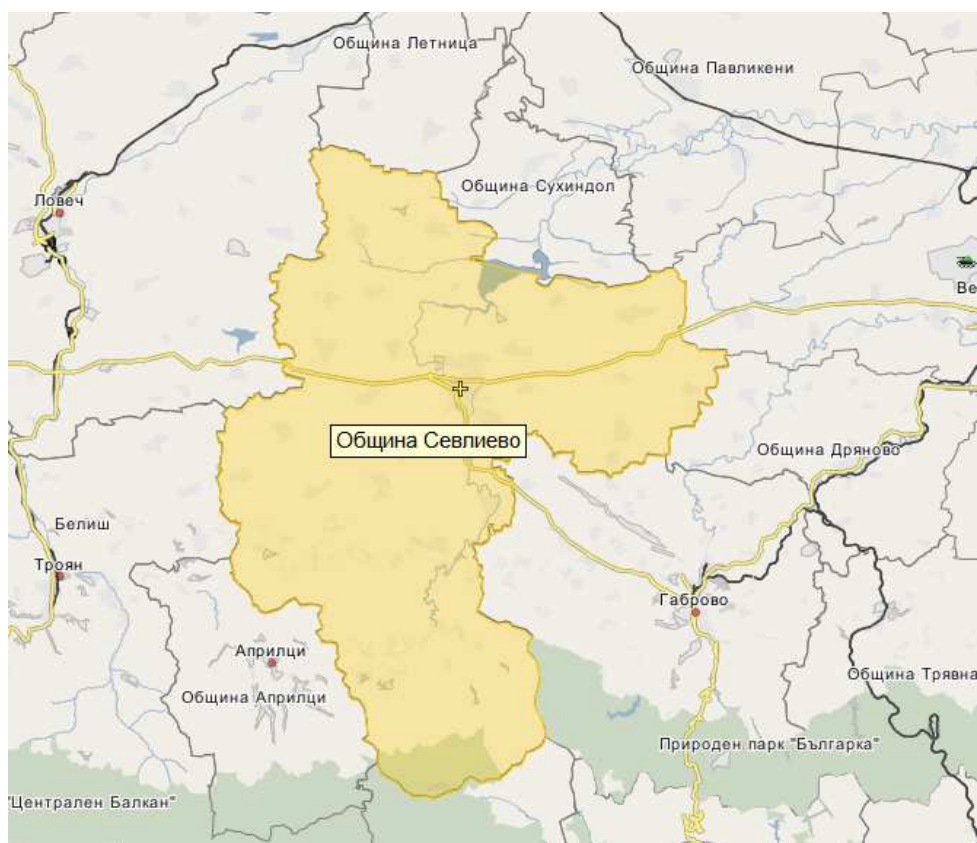 Община Летница
Община Павликени
Община Сухиндол
Ловеч
Ве
Община Севлиево
Община Дряново
Белиш
Троян
Габрово
Априлци
Община Априлци
Община Трявна
Природен парк "Българка"
"Централен Балкан"